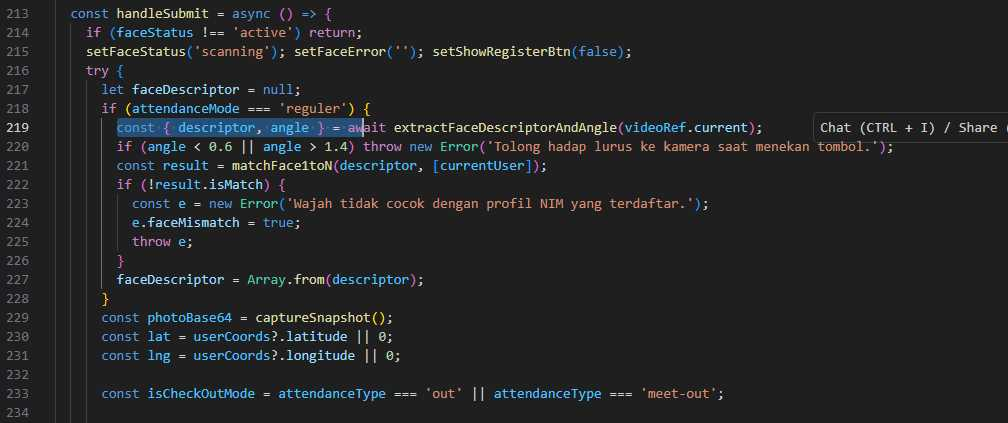 213 const handleSubmit = async () => {
214 if (faceStatus !== 'active') return;
215 setFaceStatus('scanning'); setFaceError(''); setShowRegisterBtn(false);
216 try {
217 let faceDescriptor = null;
218 if (attendanceMode === 'reguler') {
219 const { descriptor, angle } = await extractFaceDescriptorAndAngle(videoRef.current); Chat (CTRL + I) / Share
220 if (angle < 0.6 || angle > 1.4) throw new Error('Tolong hadap lurus ke kamera saat menekan tombol.');
221 const result = matchFace1toN(descriptor, [currentUser]);
222 if (!result.isMatch) {
223 const e = new Error('Wajah tidak cocok dengan profil NIM yang terdaftar.');
224 e.faceMismatch = true;
225 throw e;
226 }
227 faceDescriptor = Array.from(descriptor);
228 }
229 const photoBase64 = captureSnapshot();
230 const lat = userCoords?.latitude || 0;
231 const lng = userCoords?.longitude || 0;
232
233 const isCheckOutMode = attendanceType === 'out' || attendanceType === 'meet-out';
234